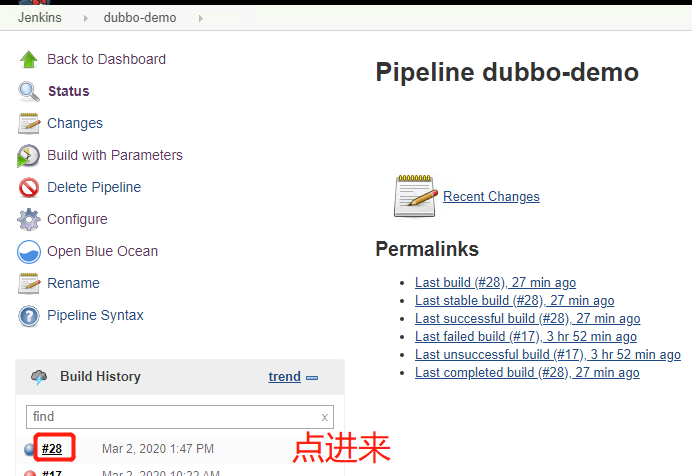 Jenkins dubbo-demo
Back to Dashboard
Status
Changes
Build with Parameters
Delete Pipeline
Configure
Open Blue Ocean
Rename
Pipeline Syntax
Pipeline dubbo-demo
Recent Changes
Permalinks
Last build (#28), 27 min ago
Last stable build (#28), 27 min ago
Last successful build (#28), 27 min ago
Last failed build (#17), 3 hr 52 min ago
Last unsuccessful build (#17), 3 hr 52 min ago
Last completed build (#28), 27 min ago
Build History trend
find x
#28 Mar 2, 2020 1:47 PM
点进来
#17 Mar 2, 2020 10:22 AM